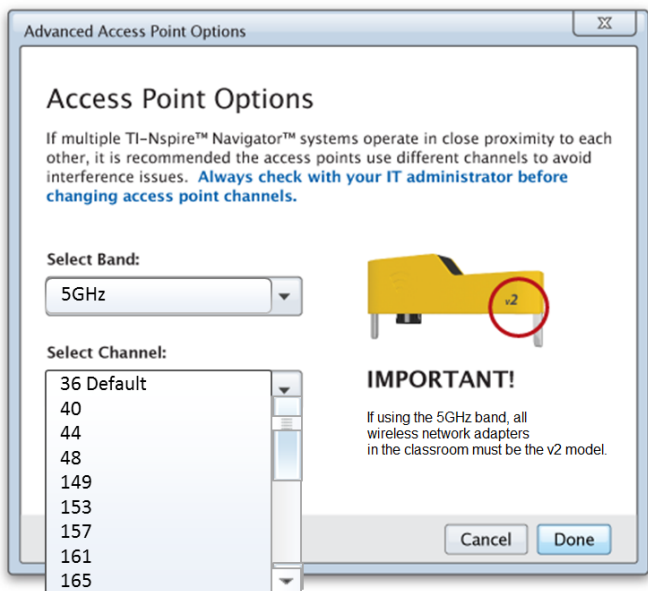 Advanced Access Point Options
Access Point Options
If multiple TI-Nspire™ Navigator™ systems operate in close proximity to each
other, it is recommended the access points use different channels to avoid
interference issues. Always check with your IT administrator before
changing access point channels.
Select Band:
5GHz
v2
Select Channel:
36 Default
40
44
48
149
153
157
161
165
IMPORTANT!
If using the 5GHz band, all
wireless network adapters
in the classroom must be the v2 model.
Cancel
Done